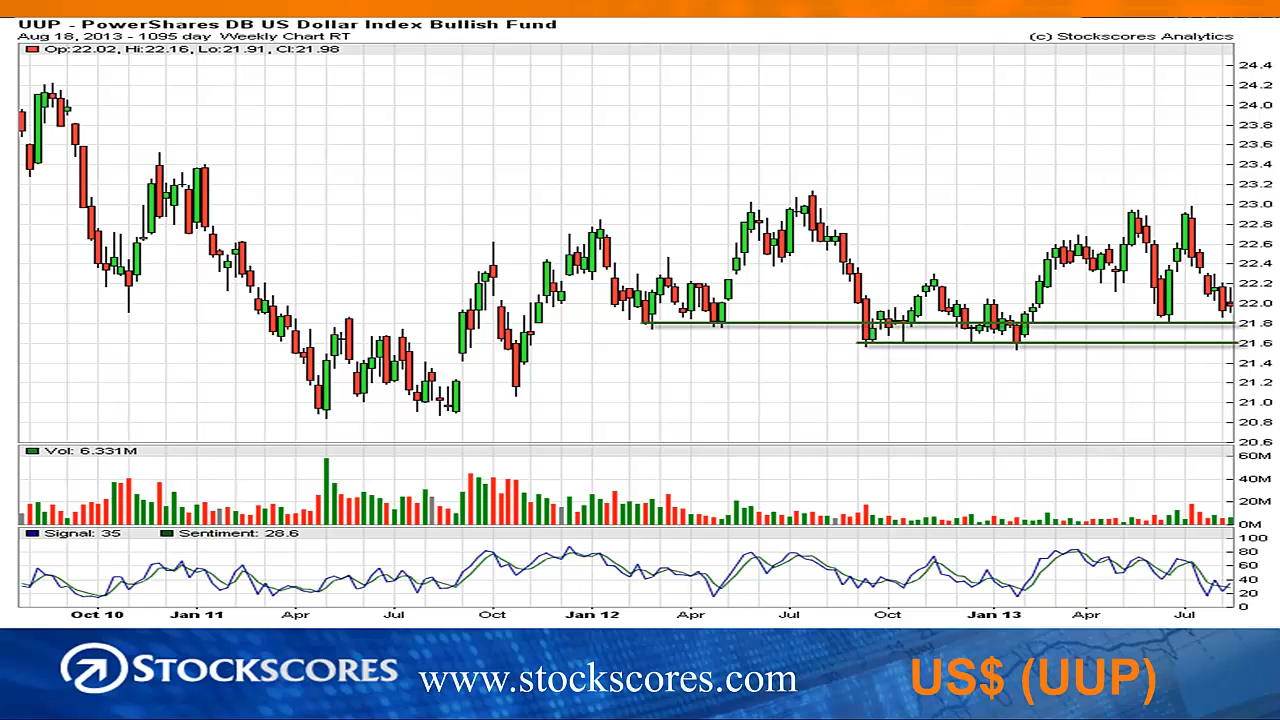 UUP - PowerShares DB US Dollar Index Bullish Fund
Aug 18, 2013 - 1095 day Weekly Chart RT (c) Stockscores Analytics
Op:22.02, Hi:22.16, Lo:21.91, Cl:21.98
24.4
24.2
24.0
23.8
23.6
23.4
23.2
23.0
22.8
22.6
22.4
22.2
22.0
21.8
21.6
21.4
21.2
21.0
20.8
20.6
Vol: 6.331M
60M
40M
20M
0M
Signal: 35 Sentiment: 28.6
100
80
60
40
20
0
Oct 10 Jan 11 Apr Jul Oct Jan 12 Apr Jul Oct Jan 13 Apr Jul
STOCKSCORES www.stockscores.com US$ (UUP)